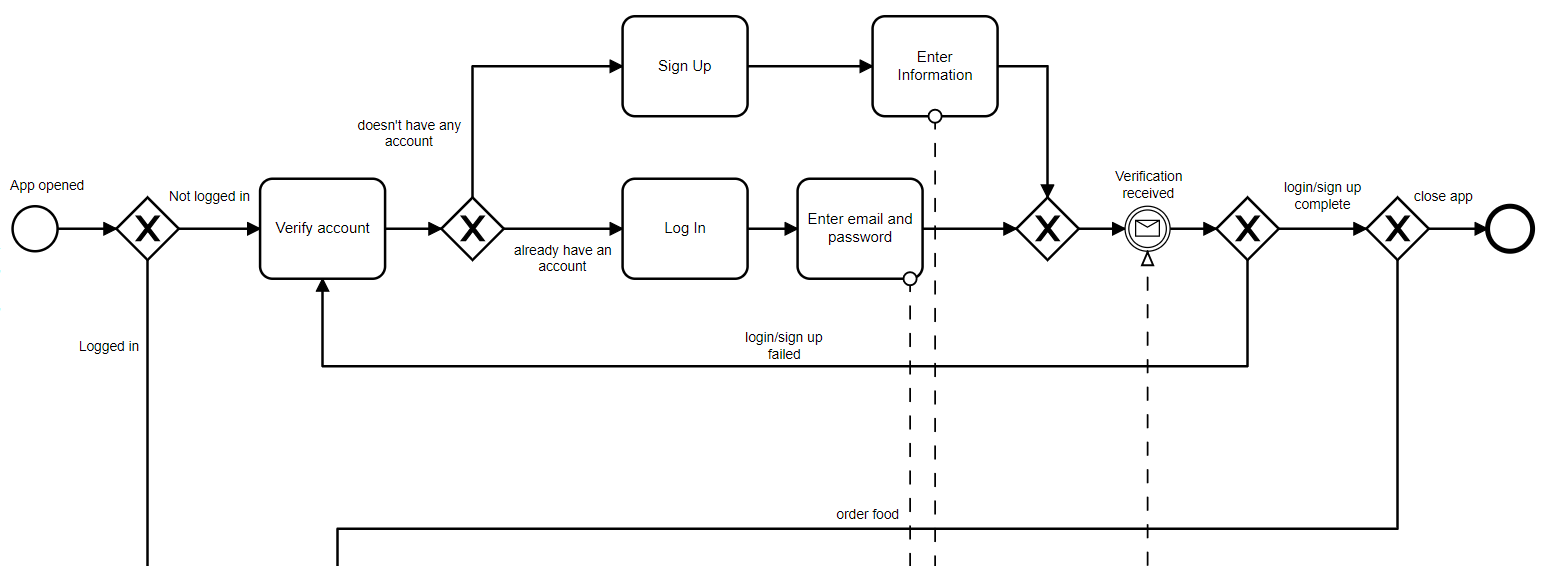 Sign Up
Enter
Information
doesn't have any
account
App opened
Not logged in
Verify account
already have an
account
Log In
Enter email and
password
Verification
received
login/sign up
complete
close app
Logged in
login/sign up
failed
order food